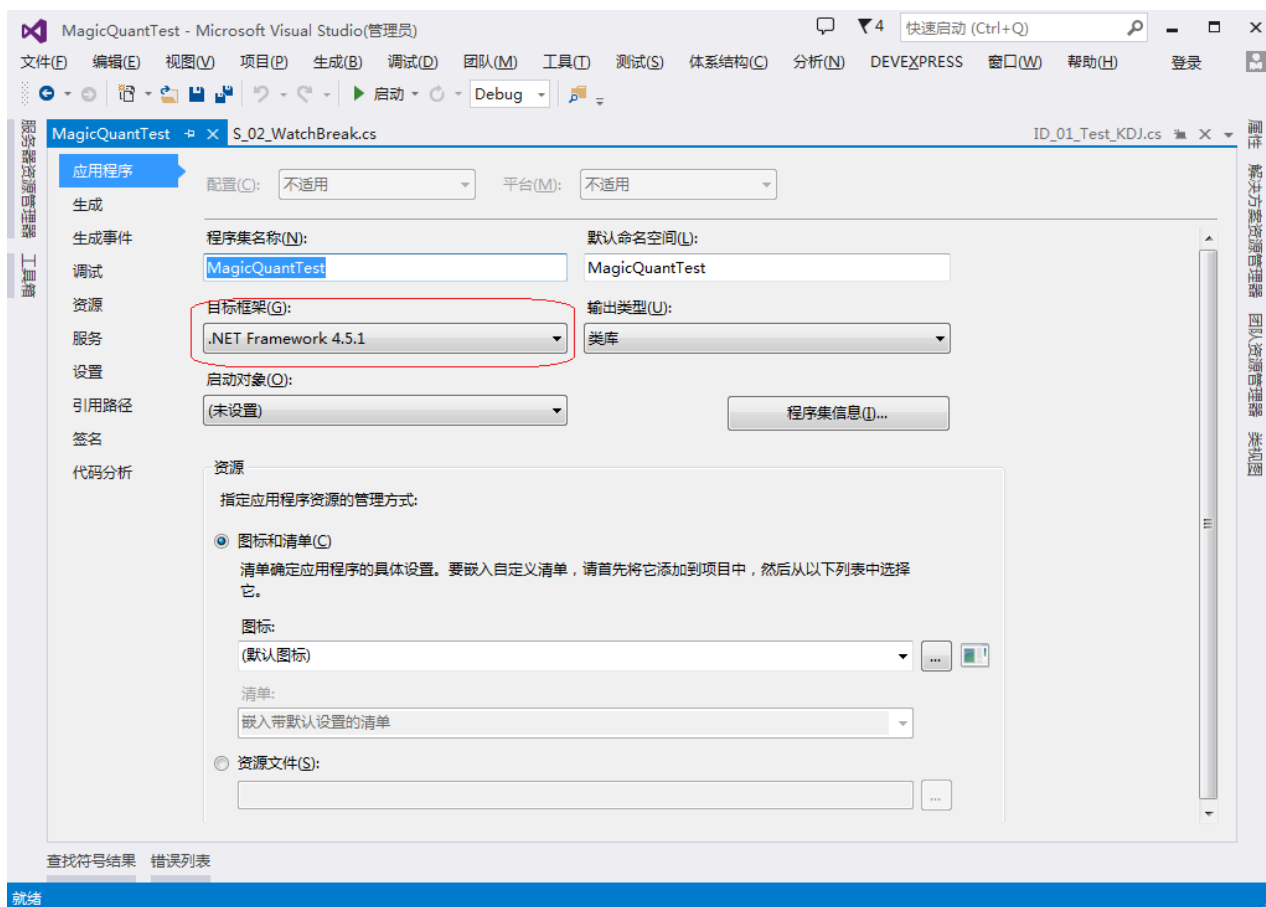 MagicQuantTest - Microsoft Visual Studio(管理员)
4
快速启动 (Ctrl+Q)
文件(F) 编辑(E) 视图(V) 项目(P) 生成(B) 调试(D) 团队(M) 工具(T) 测试(S) 体系结构(C) 分析(N) DEVEXPRESS 窗口(W) 帮助(H) 登录
启动 Debug
服务器资源管理器
工具箱
MagicQuantTest S_02_WatchBreak.cs ID_01_Test_KDJ.cs
应用程序
生成
生成事件
调试
资源
服务
设置
引用路径
签名
代码分析
配置(C): 不适用 平台(M): 不适用
程序集名称(N): 默认命名空间(L):
MagicQuantTest MagicQuantTest
目标框架(G): 输出类型(U):
.NET Framework 4.5.1 类库
启动对象(O):
(未设置) 程序集信息(I)...
资源
指定应用程序资源的管理方式:
图标和清单(C)
清单确定应用程序的具体设置。要嵌入自定义清单，请首先将它添加到项目中，然后从以下列表中选择
它。
图标:
(默认图标) ...
清单:
嵌入带默认设置的清单
资源文件(S):
...
属性
解决方案资源管理器
团队资源管理器
类视图
查找符号结果 错误列表
就绪